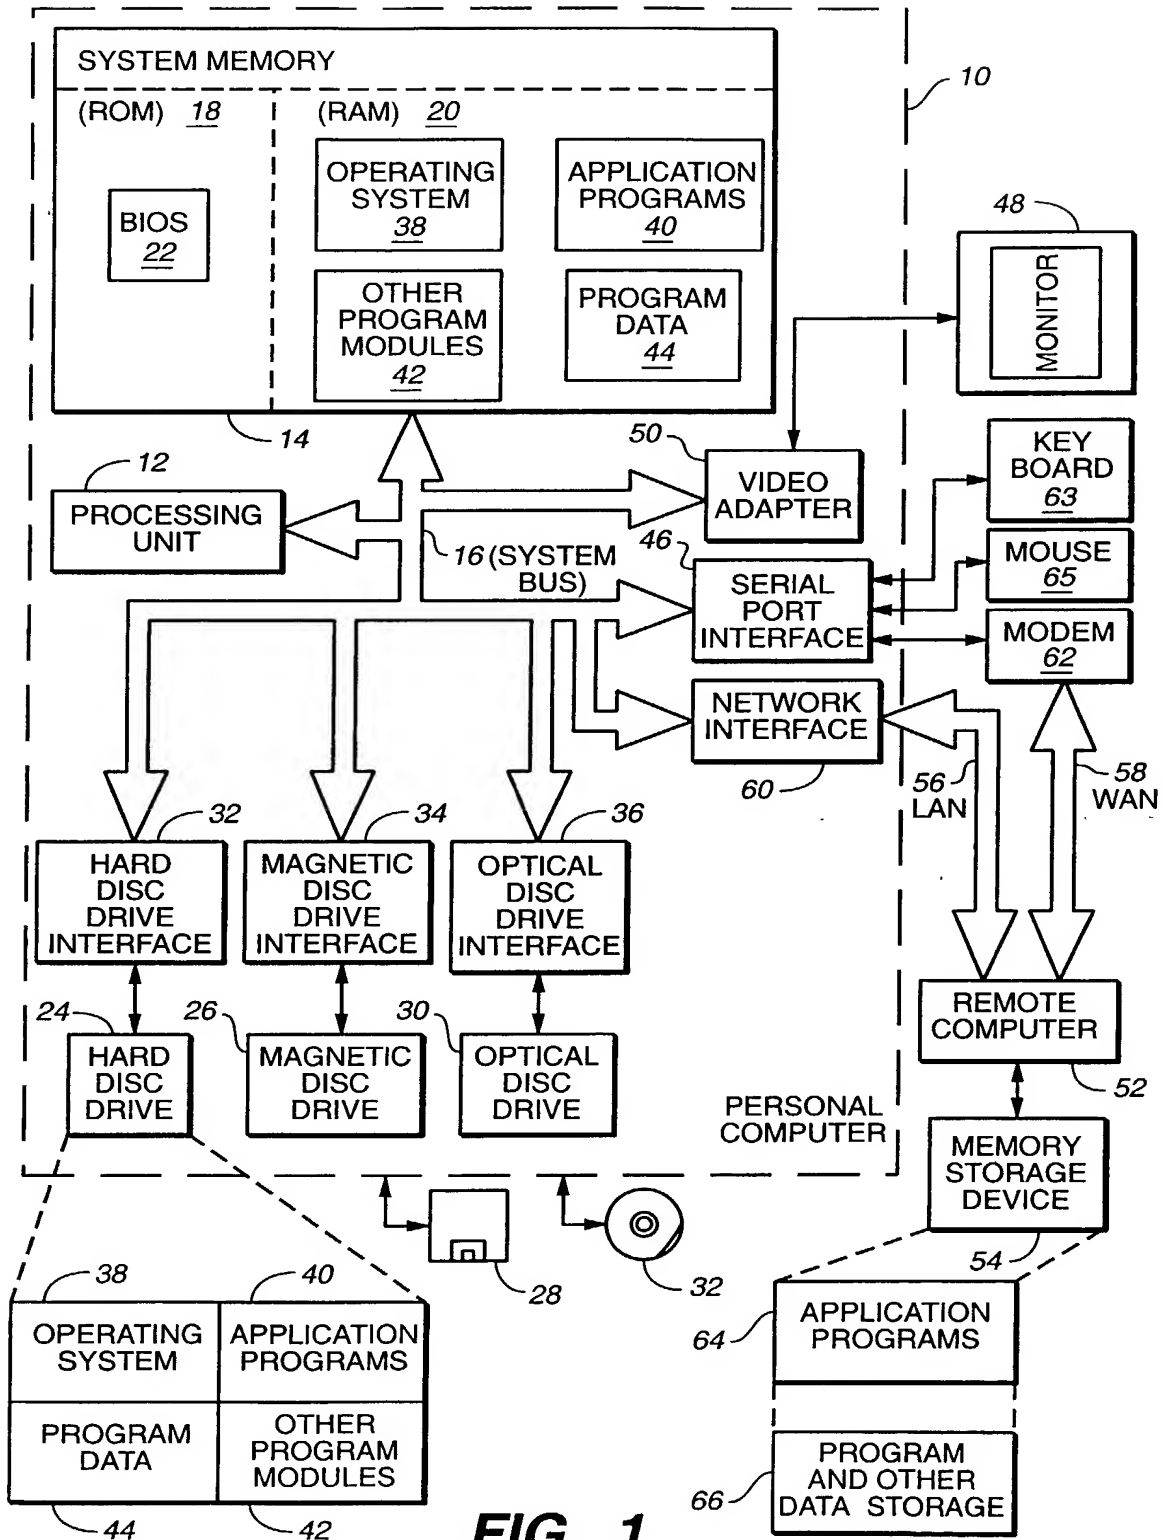 SYSTEM MEMORY
(ROM) 18
(RAM) 20
BIOS
22
OPERATING
SYSTEM
38
APPLICATION
PROGRAMS
40
OTHER
PROGRAM
MODULES
42
PROGRAM
DATA
44
10
48
MONITOR
14
12
PROCESSING
UNIT
16 (SYSTEM
BUS)
50
VIDEO
ADAPTER
46
SERIAL
PORT
INTERFACE
KEY
BOARD
63
MOUSE
65
MODEM
62
NETWORK
INTERFACE
60
56
LAN
58
WAN
32
HARD
DISC
DRIVE
INTERFACE
34
MAGNETIC
DISC
DRIVE
INTERFACE
36
OPTICAL
DISC
DRIVE
INTERFACE
24
HARD
DISC
DRIVE
26
MAGNETIC
DISC
DRIVE
30
OPTICAL
DISC
DRIVE
REMOTE
COMPUTER
52
PERSONAL
COMPUTER
MEMORY
STORAGE
DEVICE
54
28
32
38
OPERATING
SYSTEM
40
APPLICATION
PROGRAMS
PROGRAM
DATA
44
OTHER
PROGRAM
MODULES
42
64
APPLICATION
PROGRAMS
66
PROGRAM
AND OTHER
DATA STORAGE
FIG. 1